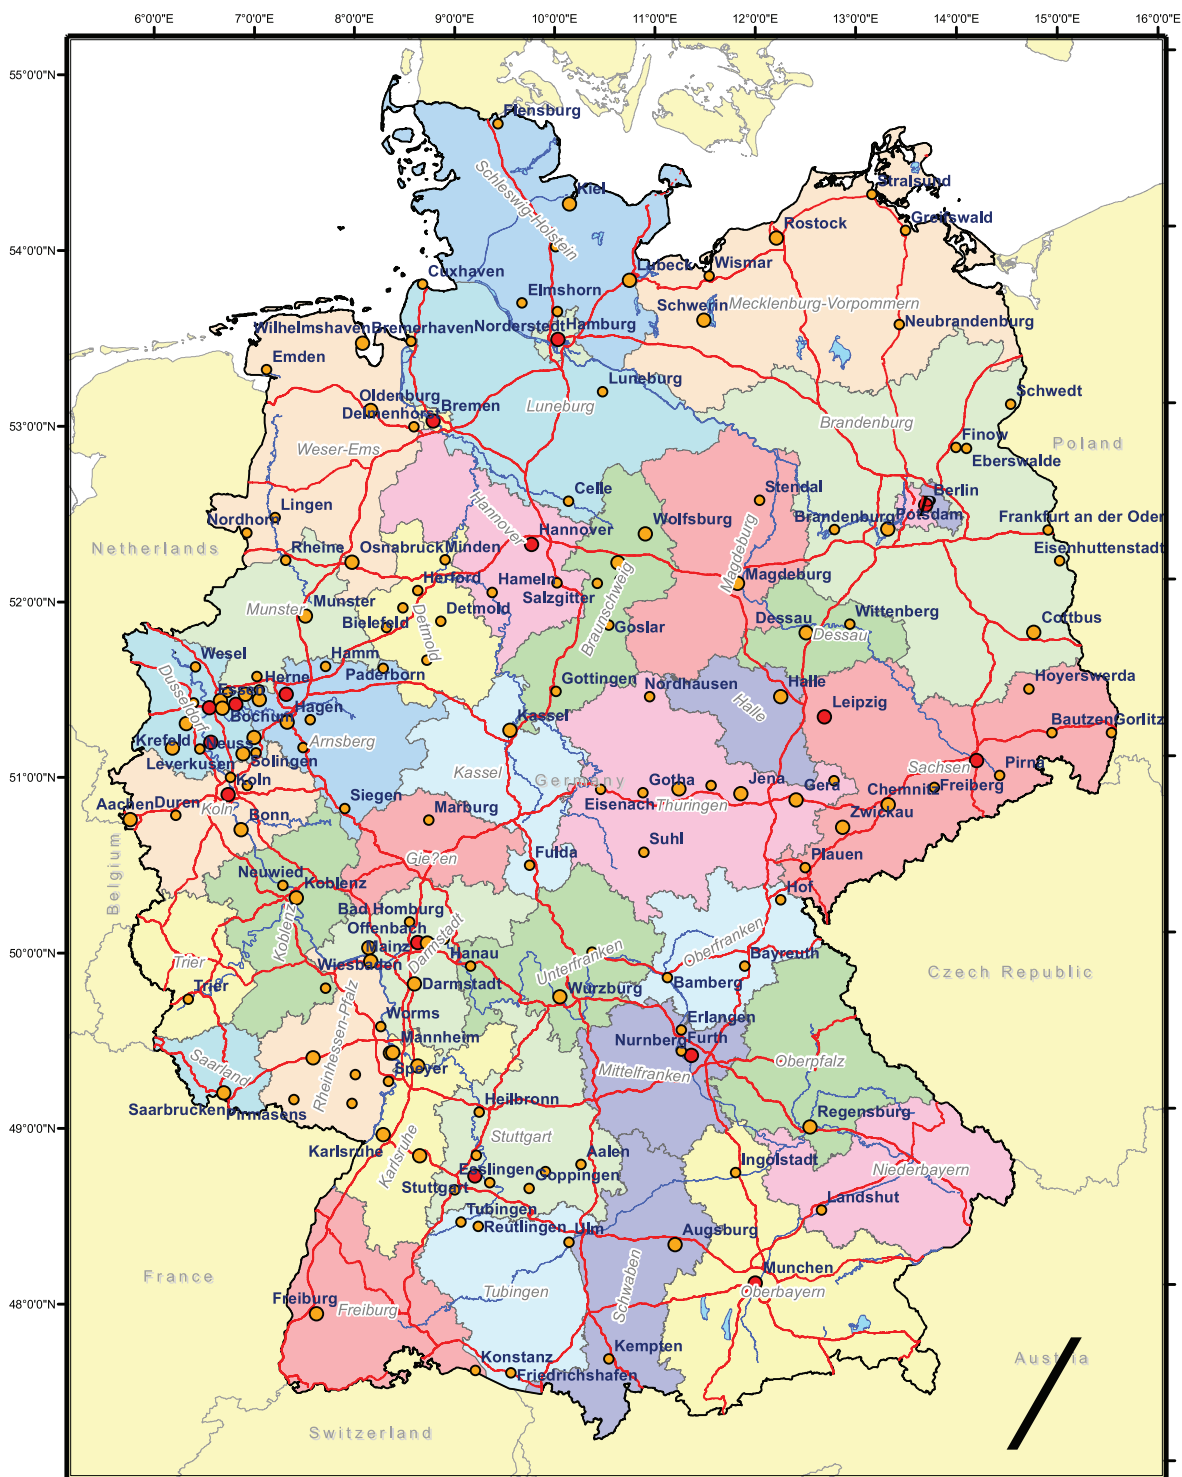 6°0'0"E 7°0'0"E 8°0'0"E 9°0'0"E 10°0'0"E 11°0'0"E 12°0'0"E 13°0'0"E 14°0'0"E 15°0'0"E 16°0'0"E
55°0'0"N
Flensburg
Schleswig-Holstein
Kiel
Stralsund
Greifswald
Rostock
54°0'0"N
Cuxhaven
Lubeck
Wismar
Elmshorn
Schwerin
Mecklenburg-Vorpommern
Wilhelmshaven
Bremerhaven
Norderstedt
Hamburg
Neubrandenburg
Emden
Luneburg
Schwedt
Oldenburg
Delmenhorst
Bremen
Luneburg
Brandenburg
53°0'0"N
Weser-Ems
Finow
Poland
Eberswalde
Celle
Stendal
Berlin
Lingen
Nordhorn
Hannover
Hannover
Wolfsburg
Magdeburg
Brandenburg
Potsdam
Frankfurt an der Oder
Netherlands
Rheine
Osnabruck
Minden
Eisenhuttenstadt
Herford
Hameln
Salzgitter
Braunschweig
Magdeburg
52°0'0"N
Munster
Munster
Bielefeld
Detmold
Detmold
Goslar
Dessau
Dessau
Wittenberg
Cottbus
Wesel
Hamm
Paderborn
Dusseldorf
Herne
Essen
Bochum
Hagen
Gottingen
Nordhausen
Halle
Halle
Leipzig
Hoyerswerda
Kassel
Bautzen
Gorlitz
Krefeld
Neuss
Arnsberg
Solingen
Leverkusen
51°0'0"N
Koln
Koln
Kassel
Germany
Gotha
Jena
Gera
Sachsen
Pirna
Eisenach
Thuringen
Chemnitz
Freiberg
Aachen
Duren
Bonn
Siegen
Marburg
Zwickau
Belgium
Gie?en
Fulda
Suhl
Plauen
Neuwied
Koblenz
Koblenz
Hof
Bad Homburg
Offenbach
Darmstadt
50°0'0"N
Mainz
Hanau
Unterfranken
Oberfranken
Trier
Wiesbaden
Bayreuth
Czech Republic
Trier
Darmstadt
Wurzburg
Bamberg
Rheinhessen-Pfalz
Worms
Erlangen
Mannheim
Nurnberg
Furth
Saarland
Speyer
Mittelfranken
Oberpfalz
Saarbrucken
Pirmasens
Heilbronn
Regensburg
49°0'0"N
Karlsruhe
Karlsruhe
Stuttgart
Aalen
Ingolstadt
Niederbayern
Esslingen
Goppingen
Stuttgart
Landshut
Tubingen
Reutlingen
Ulm
Augsburg
France
Tubingen
Schwaben
Munchen
Oberbayern
48°0'0"N
Freiburg
Freiburg
Kempten
Konstanz
Friedrichshafen
Austria
Switzerland